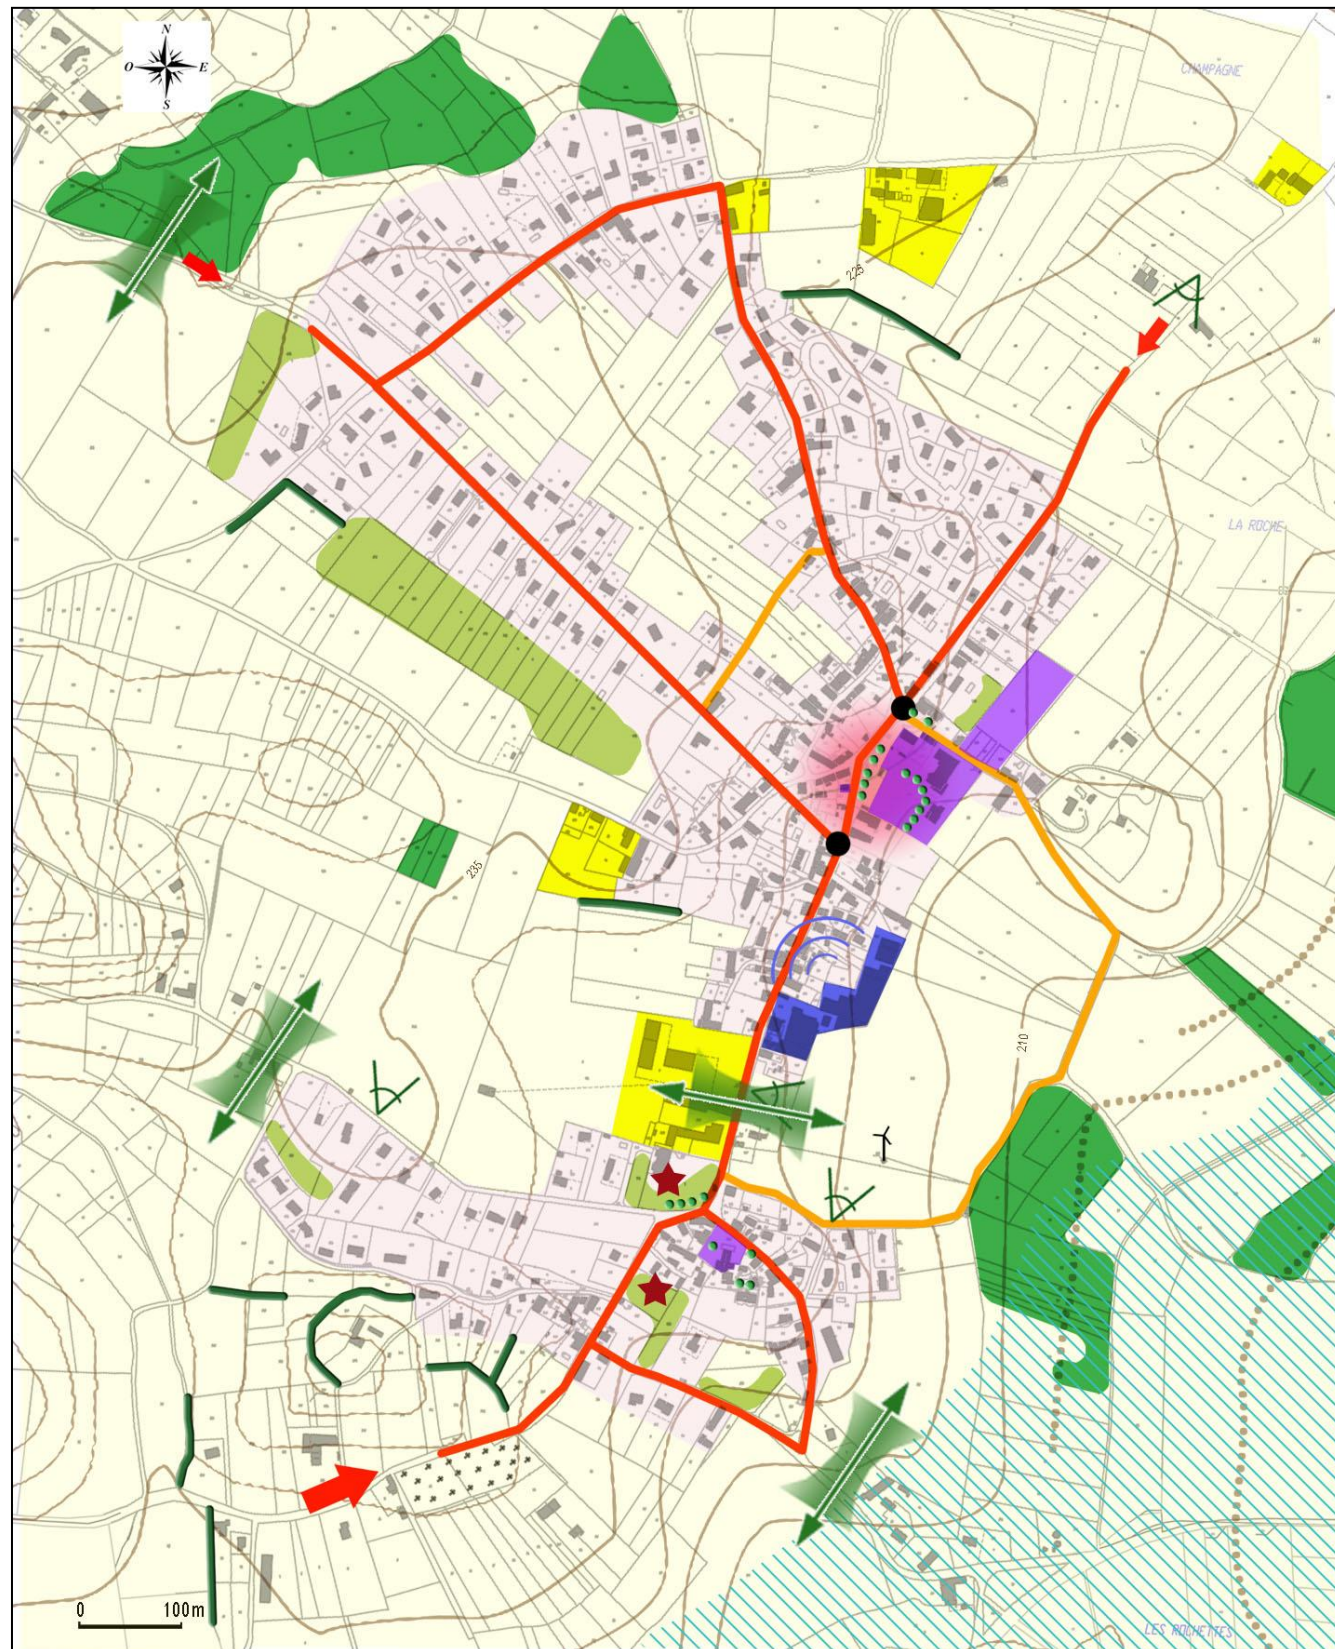 N
O E
S
CHAMPAGNE
225
LA ROCHE
235
210
0 100m
LES ROCHETTES